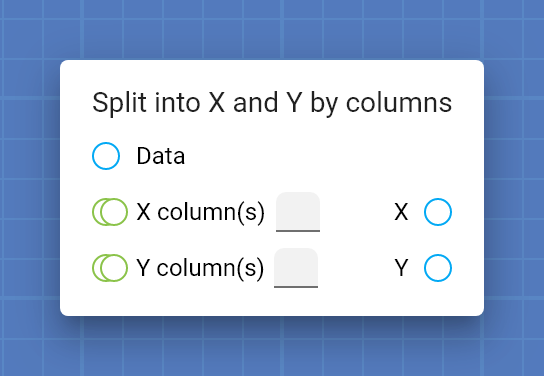 Split into X and Y by columns
Data
X column(s) X
Y column(s) Y